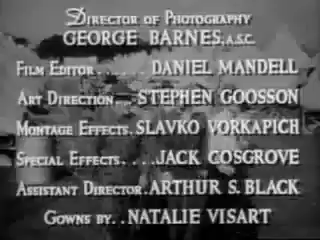 Director of Photography
GEORGE BARNES, A.S.C.
Film Editor...... DANIEL MANDELL
Art Direction... STEPHEN GOOSSON
Montage Effects. SLAVKO VORKAPICH
Special Effects.... JACK COSGROVE
Assistant Director. ARTHUR S. BLACK
Gowns by.. NATALIE VISART